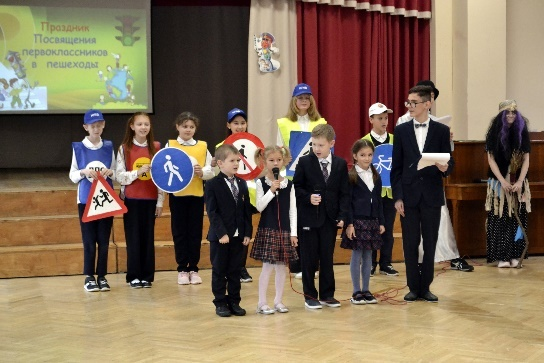 Праздник
Посвящения
первоклассников
в пешеходы